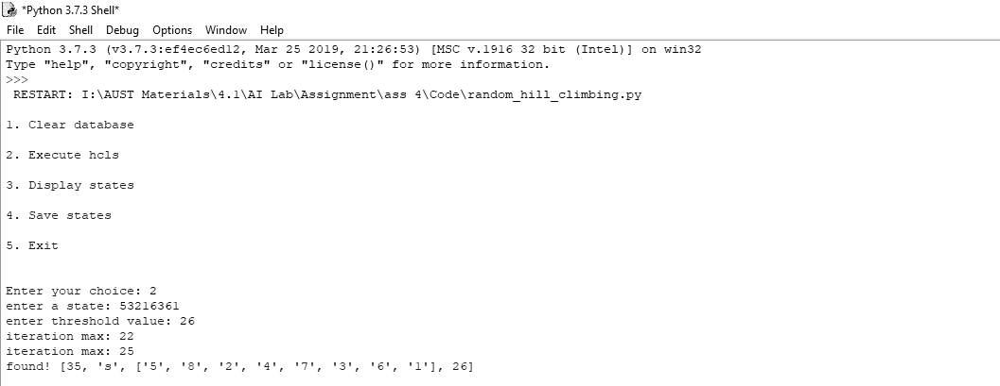 *Python 3.7.3 Shell*
File Edit Shell Debug Options Window Help
Python 3.7.3 (v3.7.3:ef4ec6ed12, Mar 25 2019, 21:26:53) [MSC v.1916 32 bit (Intel)] on win32
Type "help", "copyright", "credits" or "license()" for more information.
>>>
RESTART: I:\AUST Materials\4.1\AI Lab\Assignment\ass 4\Code\random_hill_climbing.py
1. Clear database
2. Execute hcls
3. Display states
4. Save states
5. Exit
Enter your choice: 2
enter a state: 53216361
enter threshold value: 26
iteration max: 22
iteration max: 25
found! [35, 's', ['5', '8', '2', '4', '7', '3', '6', '1'], 26]